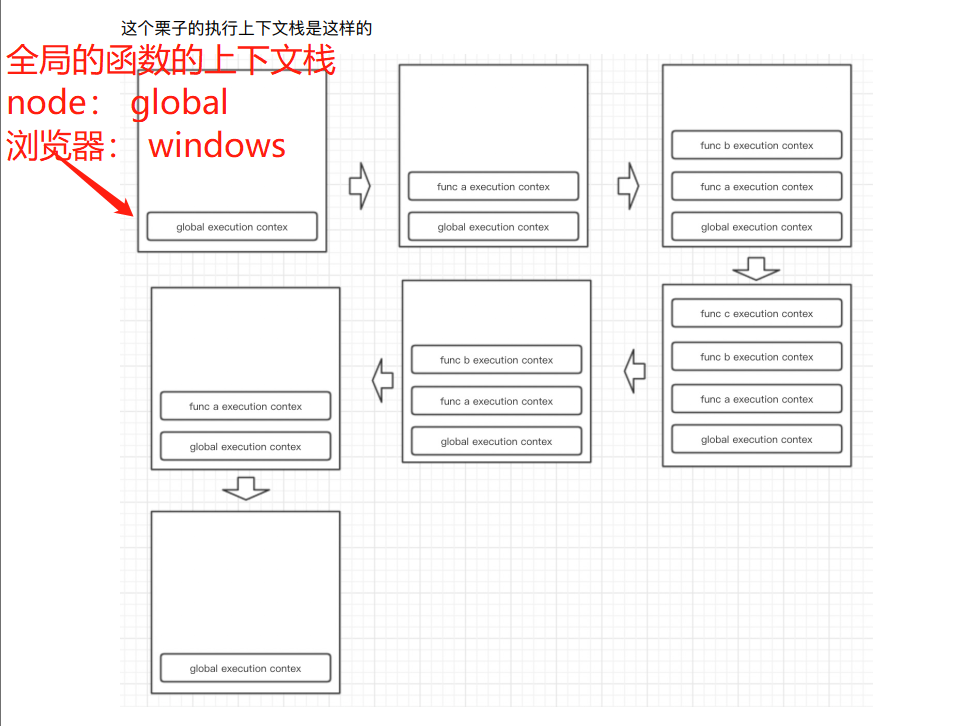 这个栗子的执行上下文栈是这样的
全局的函数的上下文栈
node： global
浏览器： windows
global execution contex
func a execution contex
global execution contex
func b execution contex
func a execution contex
global execution contex
func c execution contex
func b execution contex
func a execution contex
global execution contex
func b execution contex
func a execution contex
global execution contex
func a execution contex
global execution contex
global execution contex